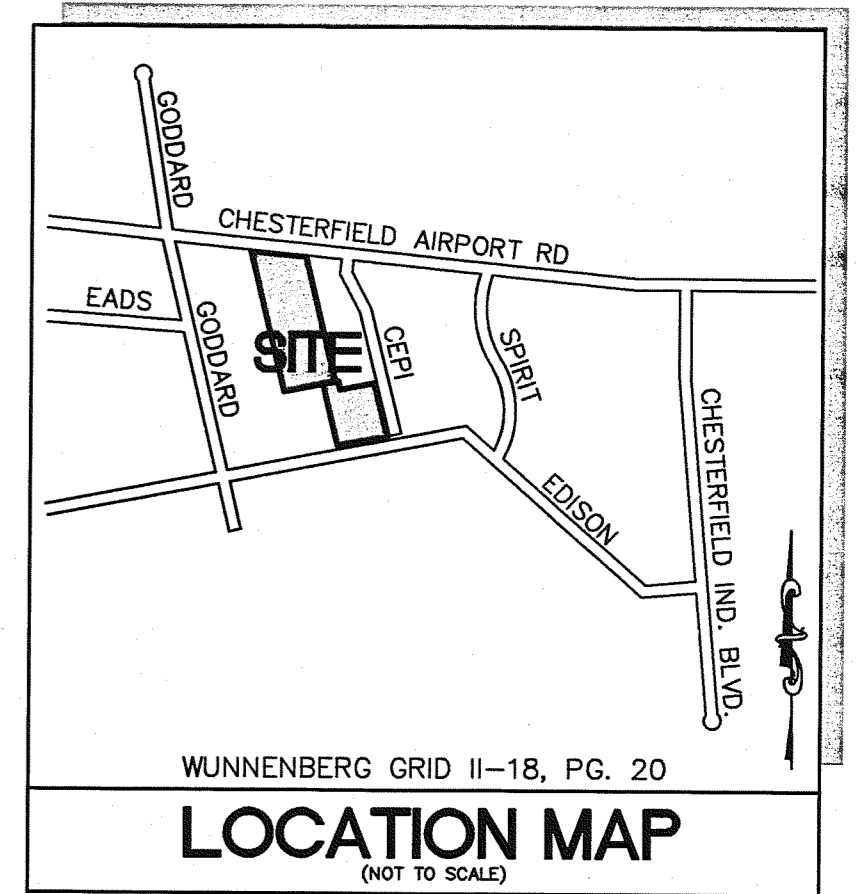 GODDARD
CHESTERFIELD AIRPORT RD
EADS
GODDARD
SITE
CEPI
SPIRIT
CHESTERFIELD IND. BLVD.
EDISON
WUNNENBERG GRID II-18, PG. 20
LOCATION MAP
(NOT TO SCALE)